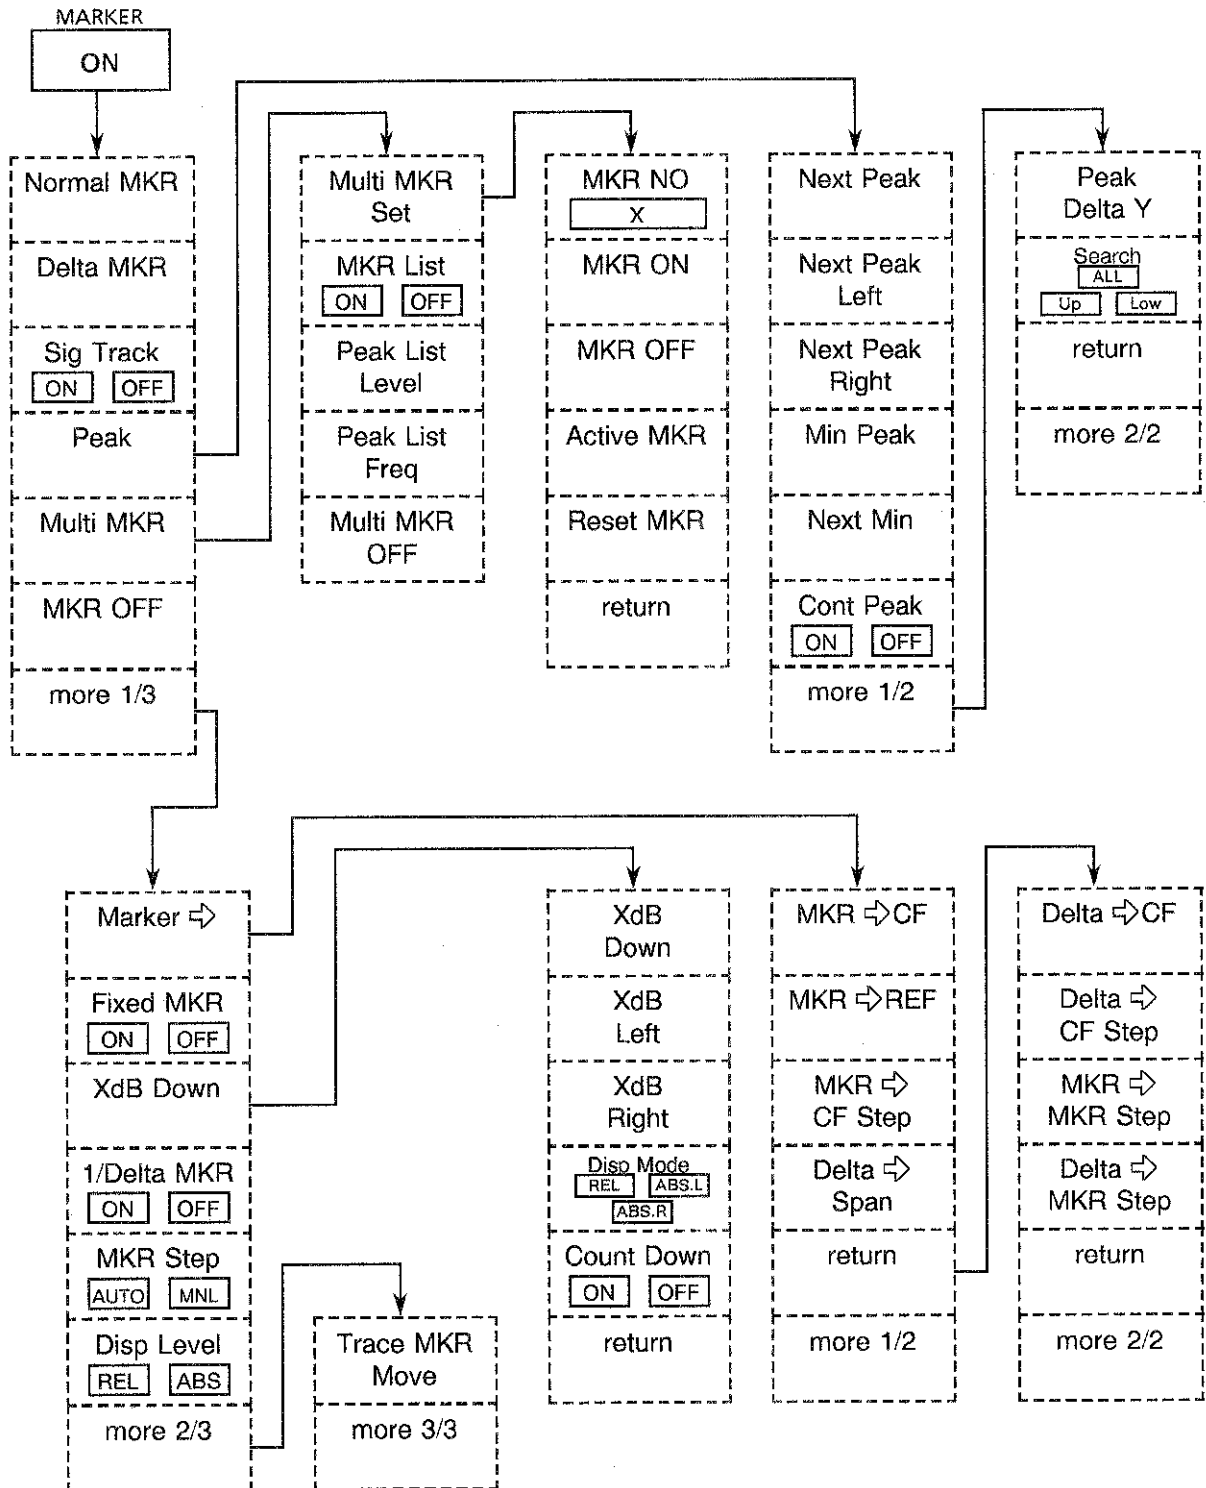 MARKER
ON
Normal MKR
Delta MKR
Sig Track
ON OFF
Peak
Multi MKR
MKR OFF
more 1/3
Multi MKR
Set
MKR List
ON OFF
Peak List
Level
Peak List
Freq
Multi MKR
OFF
MKR NO
X
MKR ON
MKR OFF
Active MKR
Reset MKR
return
Next Peak
Next Peak
Left
Next Peak
Right
Min Peak
Next Min
Cont Peak
ON OFF
more 1/2
Peak
Delta Y
Search
ALL
Up Low
return
more 2/2
Marker ⇨
Fixed MKR
ON OFF
XdB Down
1/Delta MKR
ON OFF
MKR Step
AUTO MNL
Disp Level
REL ABS
more 2/3
Trace MKR
Move
more 3/3
XdB
Down
XdB
Left
XdB
Right
Disp Mode
REL ABS.L
ABS.R
Count Down
ON OFF
return
MKR ⇨CF
MKR ⇨REF
MKR ⇨
CF Step
Delta ⇨
Span
return
more 1/2
Delta ⇨CF
Delta ⇨
CF Step
MKR ⇨
MKR Step
Delta ⇨
MKR Step
return
more 2/2